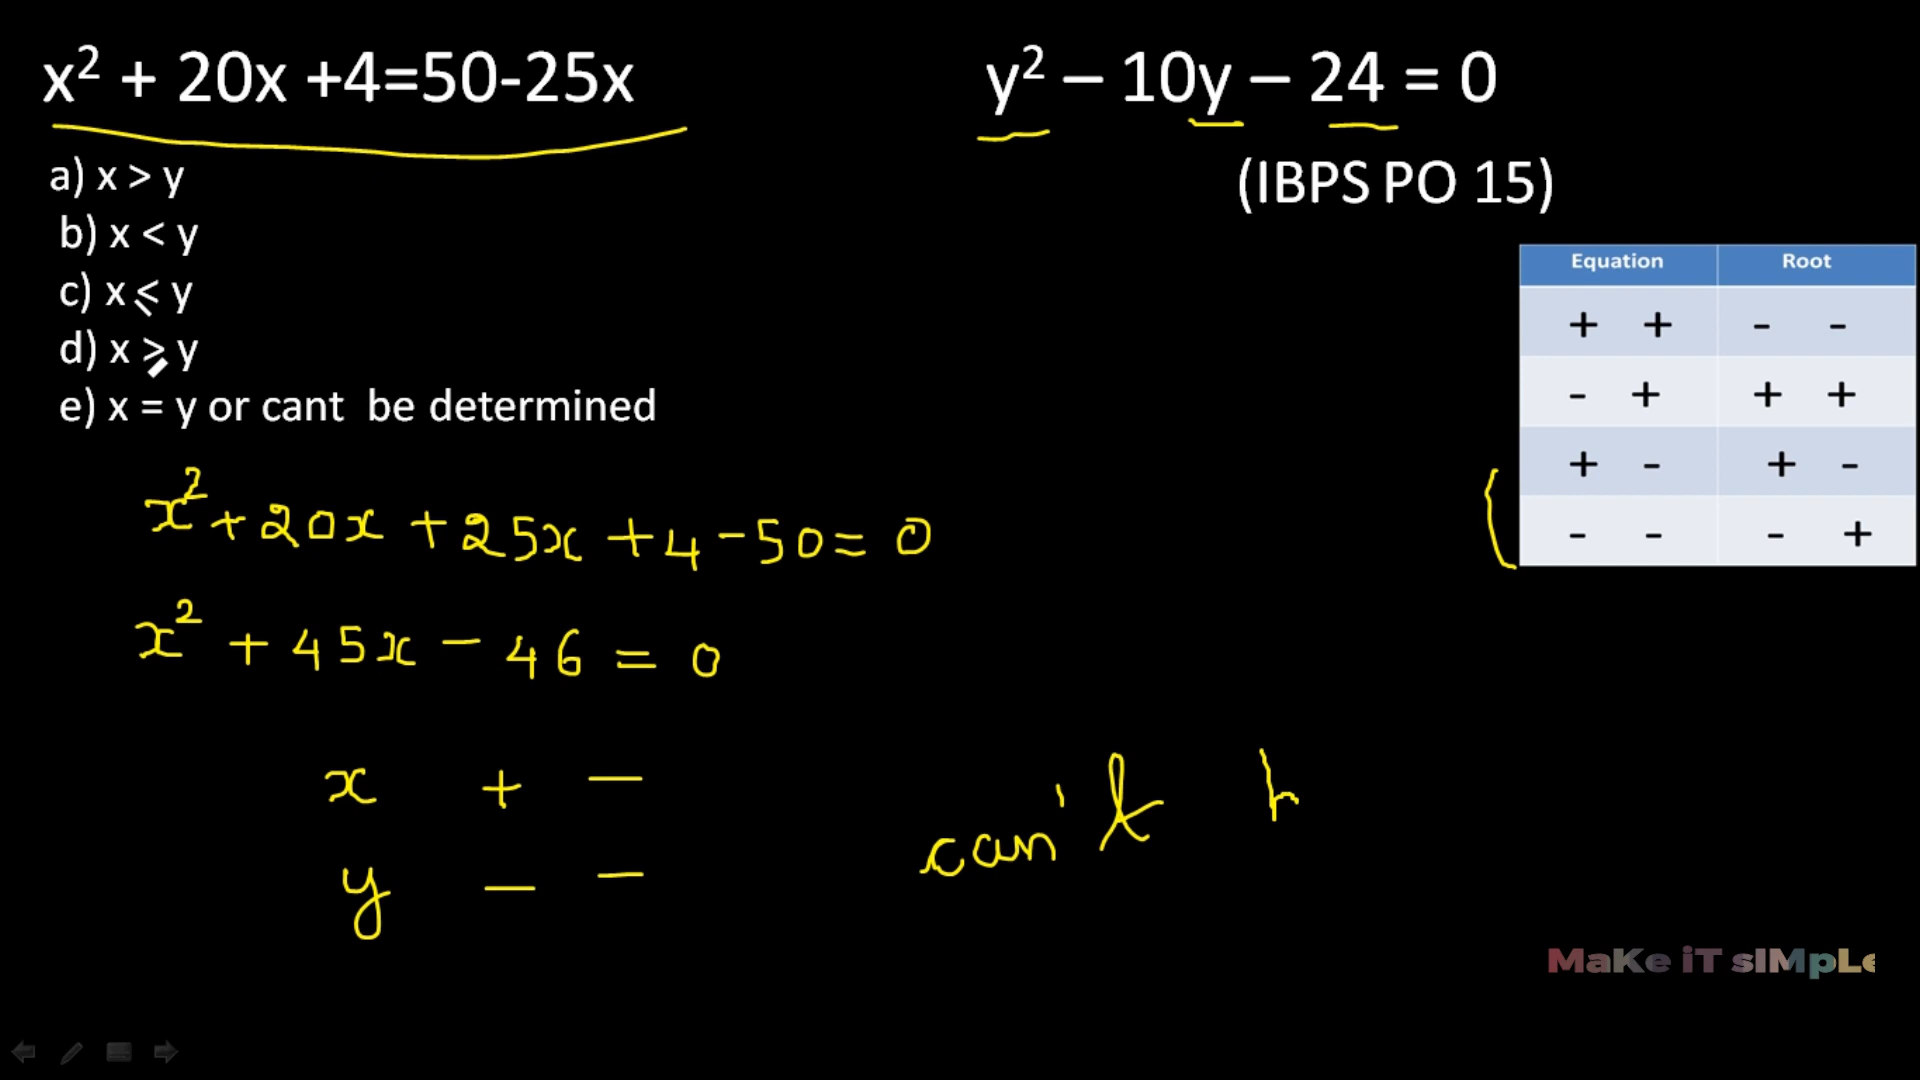 x² + 20x +4=50-25x
y² – 10y – 24 = 0
(IBPS PO 15)
a) x > y
b) x < y
c) x ≤ y
d) x ≥ y
e) x = y or cant be determined
Equation Root
+ + - -
- + + +
+ - + -
- - - +
x² + 20x + 25x + 4 - 50 = 0
x² + 45x - 46 = 0
x + -
y - -
can't
MaKe iT sIMpLe